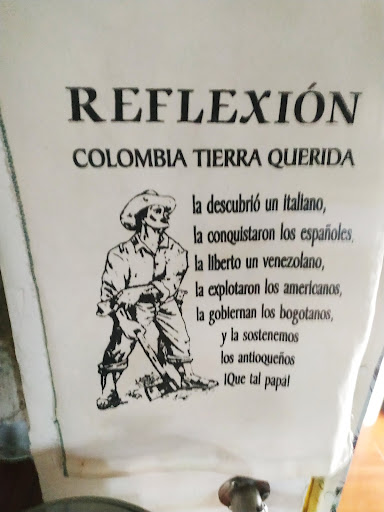 REFLEXIÓN
COLOMBIA TIERRA QUERIDA
la descubrió un italiano,
la conquistaron los españoles,
la liberto un venezolano,
la explotaron los americanos,
la gobiernan los bogotanos,
y la sostenemos
los antioqueños
¡Que tal papá!